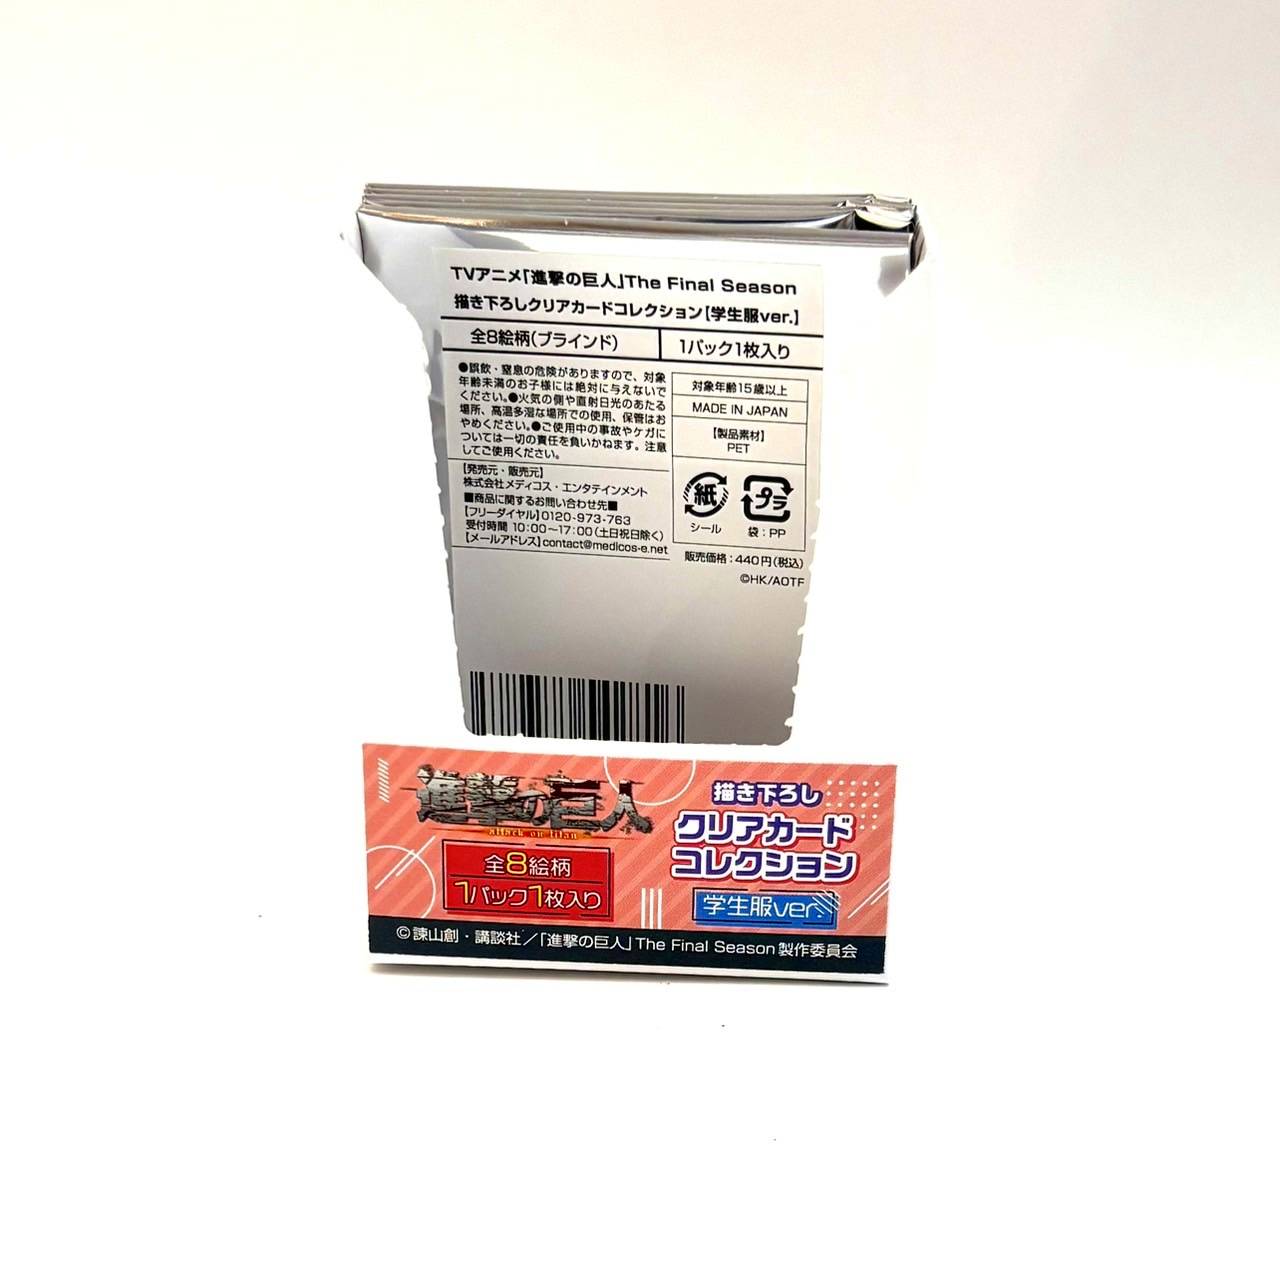 TVアニメ「進撃の巨人」The Final Season
描き下ろしクリアカードコレクション【学生服ver.】
全8絵柄(ブラインド)
1パック1枚入り
●誤飲・窒息の危険がありますので、対象
年齢未満のお子様には絶対に与えないで
ください。●火気の側や直射日光のあたる
場所、高温多湿な場所での使用、保管はお
やめください。●ご使用中の事故やケガに
ついては一切の責任を負いかねます。注意
してご使用ください。
【発売元・販売元】
株式会社メディコス・エンタテインメント
■商品に関するお問い合わせ先■
【フリーダイヤル】0120-973-763
受付時間 10:00～17:00(土日祝日除く)
【メールアドレス】contact@medicos-e.net
対象年齢15歳以上
MADE IN JAPAN
【製品素材】
PET
紙
シール
プラ
袋:PP
販売価格:440円(税込)
©HK/AOTF
進撃の巨人
attack on titan
全8絵柄
1パック1枚入り
描き下ろし
クリアカード
コレクション
学生服ver.
©諫山創・講談社／「進撃の巨人」The Final Season製作委員会